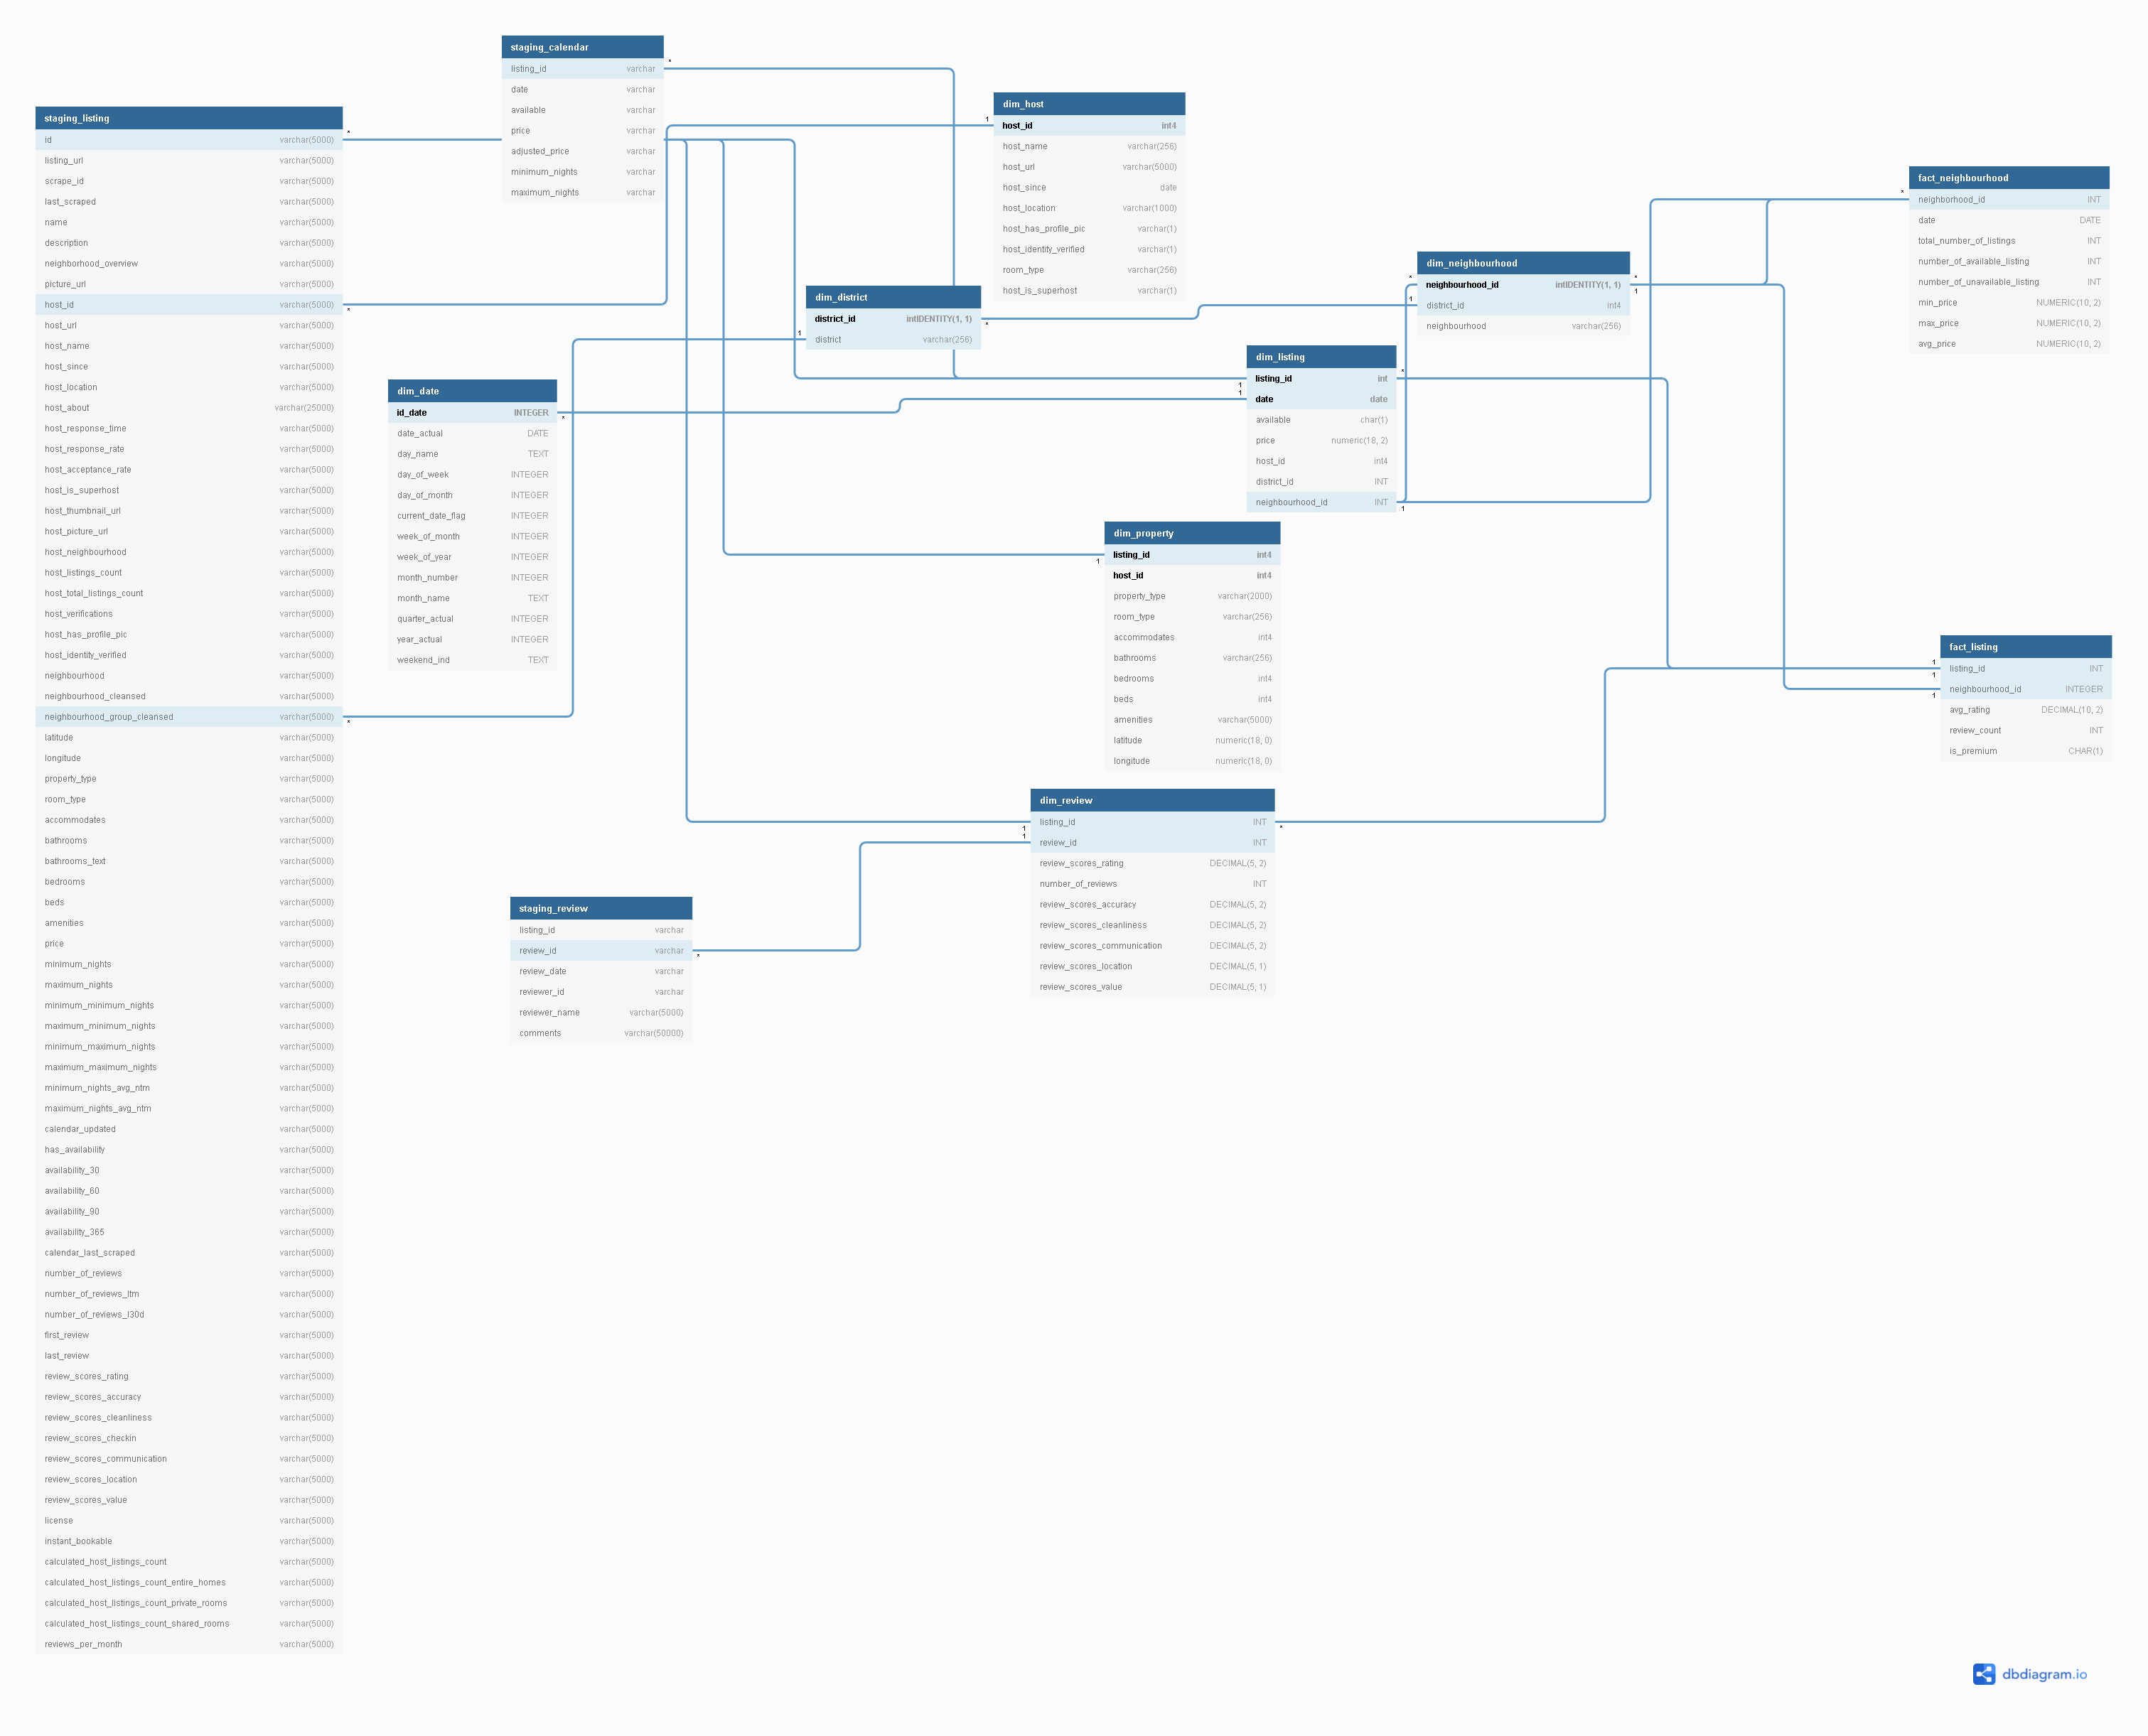 staging_calendar
listing_id varchar
date varchar
available varchar
price varchar
adjusted_price varchar
minimum_nights varchar
maximum_nights varchar
*
staging_listing
id varchar(5000)
listing_url varchar(5000)
scrape_id varchar(5000)
last_scraped varchar(5000)
name varchar(5000)
description varchar(5000)
neighborhood_overview varchar(5000)
picture_url varchar(5000)
host_id varchar(5000)
host_url varchar(5000)
host_name varchar(5000)
host_since varchar(5000)
host_location varchar(5000)
host_about varchar(25000)
host_response_time varchar(5000)
host_response_rate varchar(5000)
host_acceptance_rate varchar(5000)
host_is_superhost varchar(5000)
host_thumbnail_url varchar(5000)
host_picture_url varchar(5000)
host_neighbourhood varchar(5000)
host_listings_count varchar(5000)
host_total_listings_count varchar(5000)
host_verifications varchar(5000)
host_has_profile_pic varchar(5000)
host_identity_verified varchar(5000)
neighbourhood varchar(5000)
neighbourhood_cleansed varchar(5000)
neighbourhood_group_cleansed varchar(5000)
latitude varchar(5000)
longitude varchar(5000)
property_type varchar(5000)
room_type varchar(5000)
accommodates varchar(5000)
bathrooms varchar(5000)
bathrooms_text varchar(5000)
bedrooms varchar(5000)
beds varchar(5000)
amenities varchar(5000)
price varchar(5000)
minimum_nights varchar(5000)
maximum_nights varchar(5000)
minimum_minimum_nights varchar(5000)
maximum_minimum_nights varchar(5000)
minimum_maximum_nights varchar(5000)
maximum_maximum_nights varchar(5000)
minimum_nights_avg_ntm varchar(5000)
maximum_nights_avg_ntm varchar(5000)
calendar_updated varchar(5000)
has_availability varchar(5000)
availability_30 varchar(5000)
availability_60 varchar(5000)
availability_90 varchar(5000)
availability_365 varchar(5000)
calendar_last_scraped varchar(5000)
number_of_reviews varchar(5000)
number_of_reviews_ltm varchar(5000)
number_of_reviews_l30d varchar(5000)
first_review varchar(5000)
last_review varchar(5000)
review_scores_rating varchar(5000)
review_scores_accuracy varchar(5000)
review_scores_cleanliness varchar(5000)
review_scores_checkin varchar(5000)
review_scores_communication varchar(5000)
review_scores_location varchar(5000)
review_scores_value varchar(5000)
license varchar(5000)
instant_bookable varchar(5000)
calculated_host_listings_count varchar(5000)
calculated_host_listings_count_entire_homes varchar(5000)
calculated_host_listings_count_private_rooms varchar(5000)
calculated_host_listings_count_shared_rooms varchar(5000)
reviews_per_month varchar(5000)
*
*
*
dim_host
host_id int4
host_name varchar(256)
host_url varchar(5000)
host_since date
host_location varchar(1000)
host_has_profile_pic varchar(1)
host_identity_verified varchar(1)
room_type varchar(256)
host_is_superhost varchar(1)
1
dim_district
district_id intIDENTITY(1, 1)
district varchar(256)
1
*
dim_date
id_date INTEGER
date_actual DATE
day_name TEXT
day_of_week INTEGER
day_of_month INTEGER
current_date_flag INTEGER
week_of_month INTEGER
week_of_year INTEGER
month_number INTEGER
month_name TEXT
quarter_actual INTEGER
year_actual INTEGER
weekend_ind TEXT
*
dim_neighbourhood
neighbourhood_id intIDENTITY(1, 1)
district_id int4
neighbourhood varchar(256)
*
1
*
1
dim_listing
listing_id int
date date
available char(1)
price numeric(18, 2)
host_id int4
district_id INT
neighbourhood_id INT
1
1
*
1
dim_property
listing_id int4
host_id int4
property_type varchar(2000)
room_type varchar(256)
accommodates int4
bathrooms varchar(256)
bedrooms int4
beds int4
amenities varchar(5000)
latitude numeric(18, 0)
longitude numeric(18, 0)
1
dim_review
listing_id INT
review_id INT
review_scores_rating DECIMAL(5, 2)
number_of_reviews INT
review_scores_accuracy DECIMAL(5, 2)
review_scores_cleanliness DECIMAL(5, 2)
review_scores_communication DECIMAL(5, 2)
review_scores_location DECIMAL(5, 1)
review_scores_value DECIMAL(5, 1)
1
1
*
staging_review
listing_id varchar
review_id varchar
review_date varchar
reviewer_id varchar
reviewer_name varchar(5000)
comments varchar(50000)
*
fact_neighbourhood
neighborhood_id INT
date DATE
total_number_of_listings INT
number_of_available_listing INT
number_of_unavailable_listing INT
min_price NUMERIC(10, 2)
max_price NUMERIC(10, 2)
avg_price NUMERIC(10, 2)
*
fact_listing
listing_id INT
neighbourhood_id INTEGER
avg_rating DECIMAL(10, 2)
review_count INT
is_premium CHAR(1)
1
1
1
dbdiagram.io